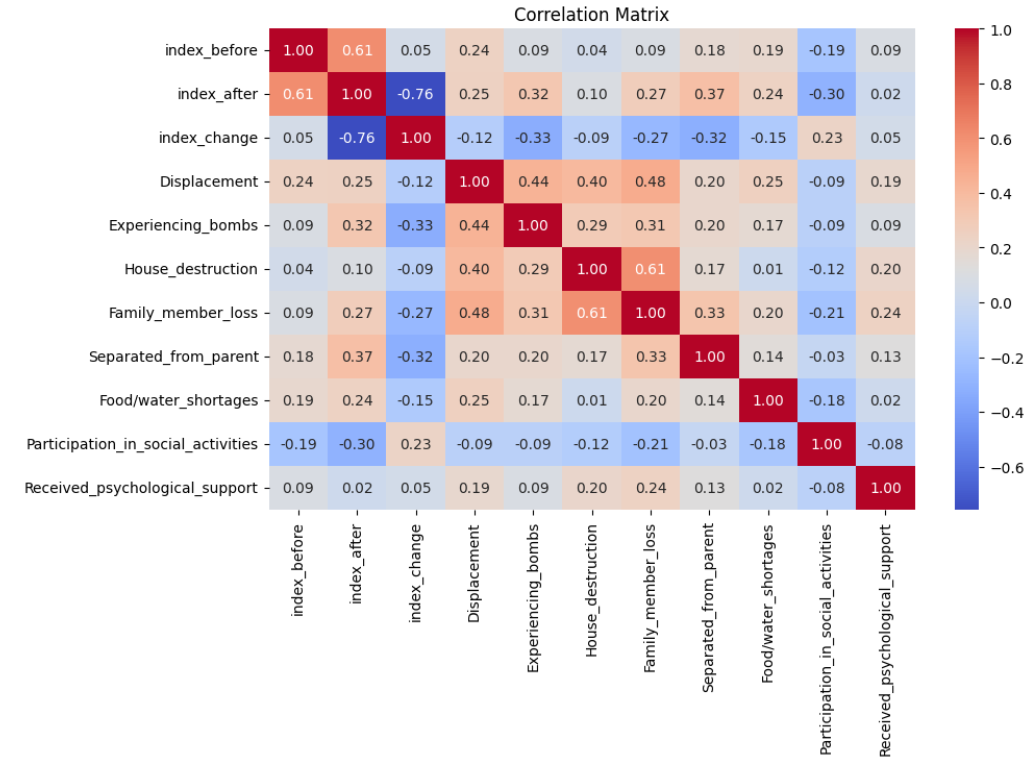 Correlation Matrix
index_before 1.00 0.61 0.05 0.24 0.09 0.04 0.09 0.18 0.19 -0.19 0.09
index_after 0.61 1.00 -0.76 0.25 0.32 0.10 0.27 0.37 0.24 -0.30 0.02
index_change 0.05 -0.76 1.00 -0.12 -0.33 -0.09 -0.27 -0.32 -0.15 0.23 0.05
Displacement 0.24 0.25 -0.12 1.00 0.44 0.40 0.48 0.20 0.25 -0.09 0.19
Experiencing_bombs 0.09 0.32 -0.33 0.44 1.00 0.29 0.31 0.20 0.17 -0.09 0.09
House_destruction 0.04 0.10 -0.09 0.40 0.29 1.00 0.61 0.17 0.01 -0.12 0.20
Family_member_loss 0.09 0.27 -0.27 0.48 0.31 0.61 1.00 0.33 0.20 -0.21 0.24
Separated_from_parent 0.18 0.37 -0.32 0.20 0.20 0.17 0.33 1.00 0.14 -0.03 0.13
Food/water_shortages 0.19 0.24 -0.15 0.25 0.17 0.01 0.20 0.14 1.00 -0.18 0.02
Participation_in_social_activities -0.19 -0.30 0.23 -0.09 -0.09 -0.12 -0.21 -0.03 -0.18 1.00 -0.08
Received_psychological_support 0.09 0.02 0.05 0.19 0.09 0.20 0.24 0.13 0.02 -0.08 1.00
index_before
index_after
index_change
Displacement
Experiencing_bombs
House_destruction
Family_member_loss
Separated_from_parent
Food/water_shortages
Participation_in_social_activities
Received_psychological_support
1.0
0.8
0.6
0.4
0.2
0.0
−0.2
−0.4
−0.6